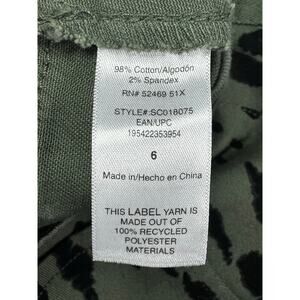 98% Cotton/Algodón
2% Spandex
RN# 52469 51X
STYLE#:SC018075
EAN/UPC
195422353954
6
Made in/Hecho en China
THIS LABEL YARN IS
MADE OUT OF
100% RECYCLED
POLYESTER
MATERIALS